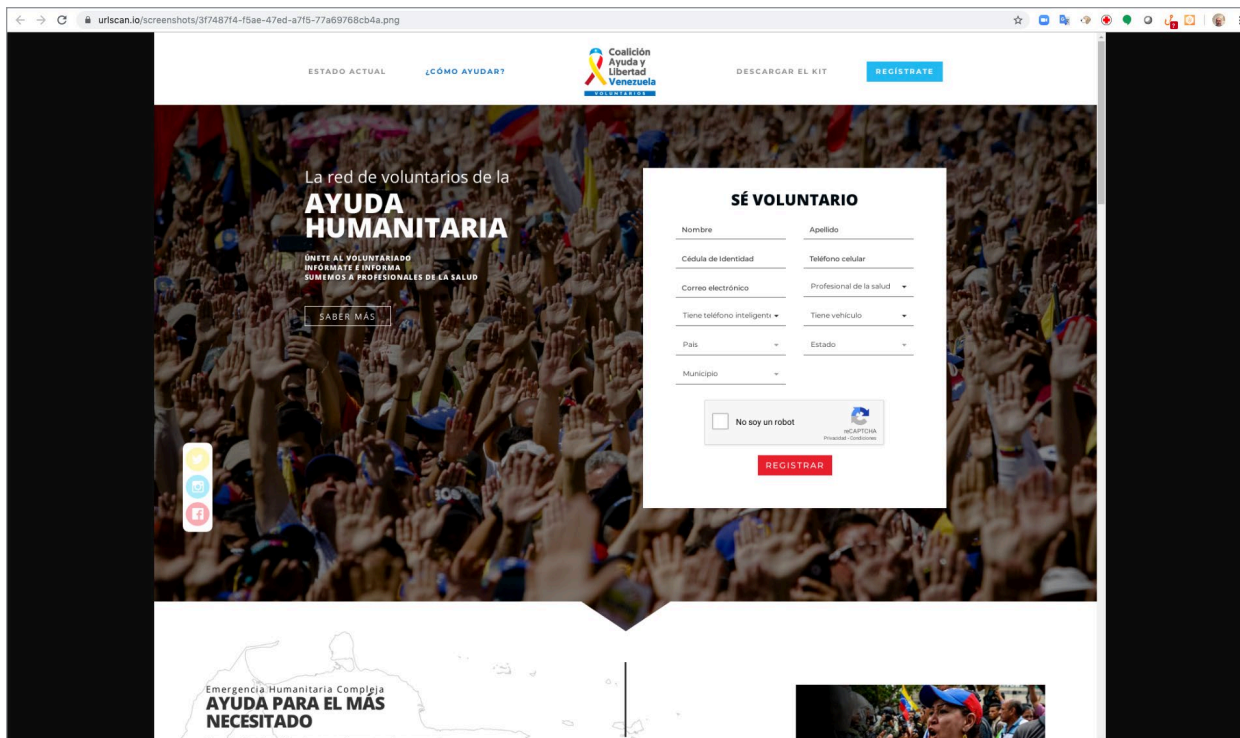 urlscan.io/screenshots/3f7487f4-f5ae-47ed-a7f5-77a69768cb4a.png
ESTADO ACTUAL
¿CÓMO AYUDAR?
Coalición
Ayuda y
Libertad
Venezuela
VOLUNTARIOS
DESCARGAR EL KIT
REGÍSTRATE
La red de voluntarios de la
AYUDA
HUMANITARIA
ÚNETE AL VOLUNTARIADO
INFÓRMATE E INFORMA
SUMEMOS A PROFESIONALES DE LA SALUD
SABER MÁS
SÉ VOLUNTARIO
Nombre Apellido
Cédula de Identidad Teléfono celular
Correo electrónico Profesional de la salud
Tiene teléfono inteligente Tiene vehículo
País Estado
Municipio
No soy un robot
reCAPTCHA
Privacidad - Condiciones
REGISTRAR
Emergencia Humanitaria Compleja
AYUDA PARA EL MÁS
NECESITADO